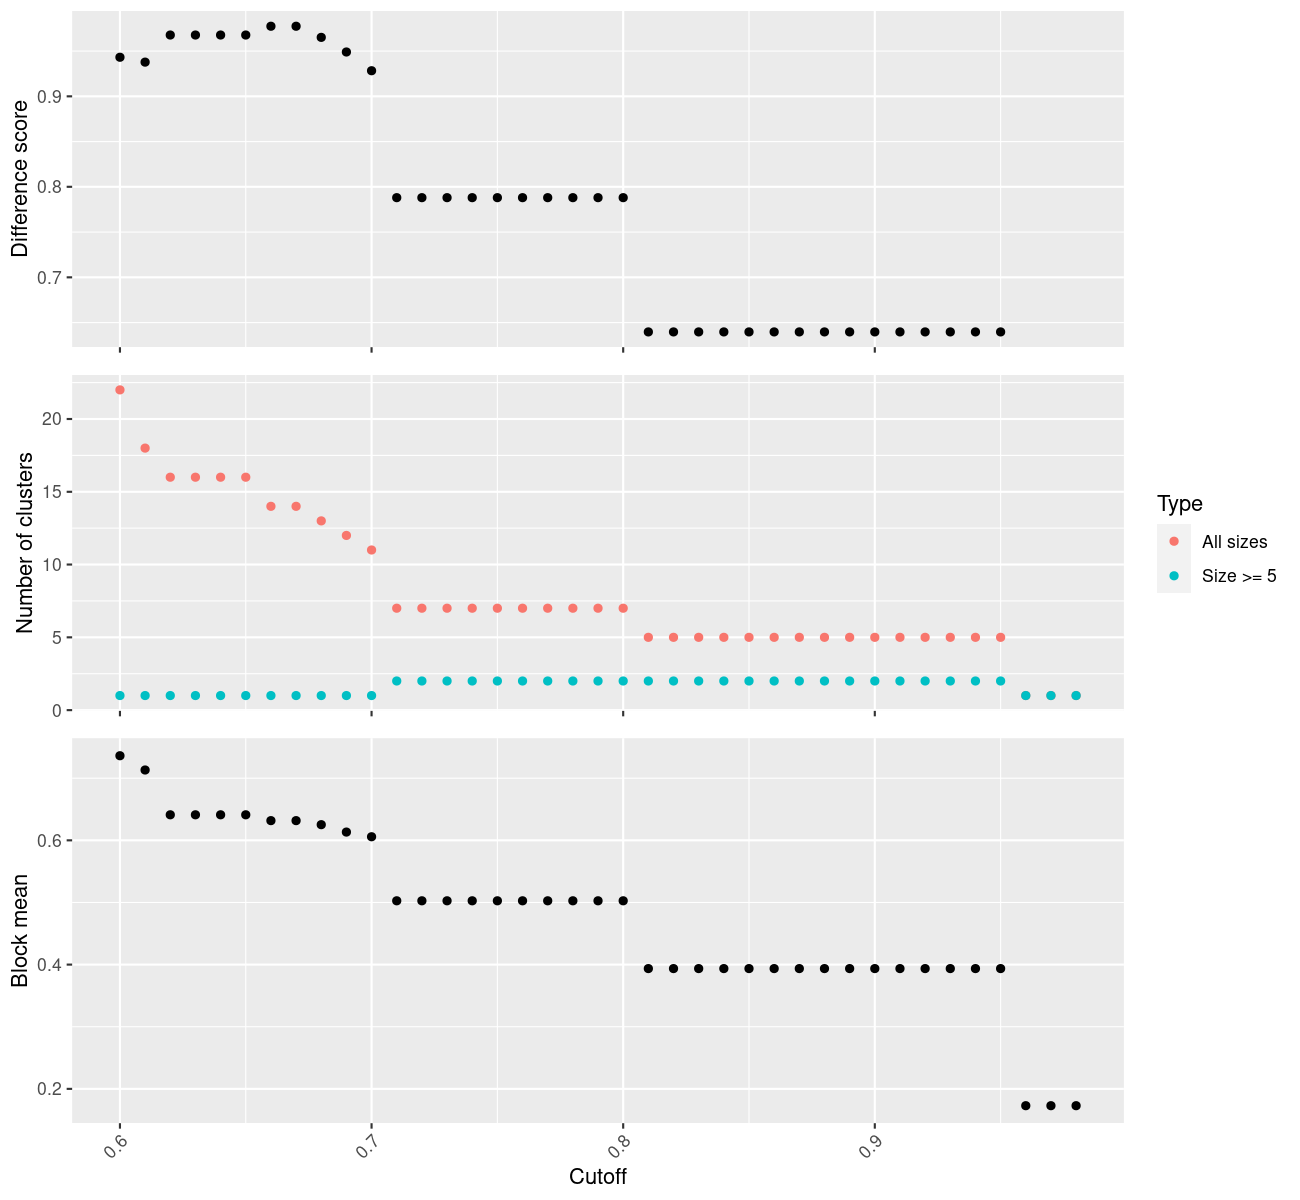 Difference score
0.9
0.8
0.7
Number of clusters
20
15
10
5
0
Type
All sizes
Size >= 5
Block mean
0.6
0.4
0.2
0.6
0.7
0.8
0.9
Cutoff